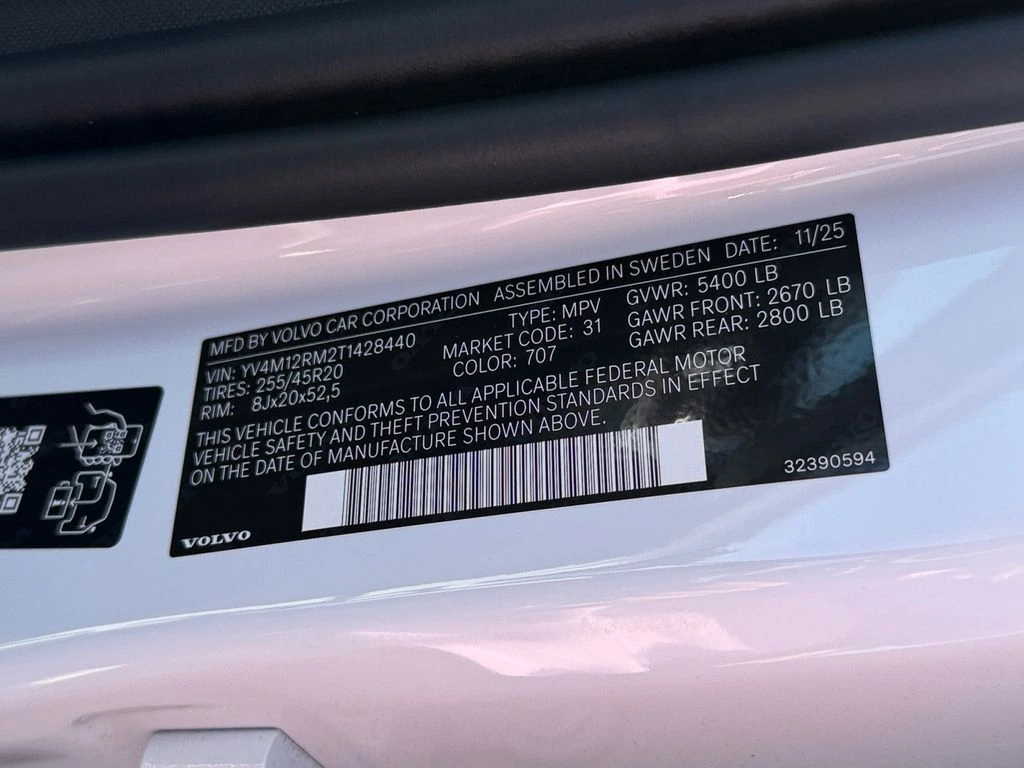 MFD BY VOLVO CAR CORPORATION ASSEMBLED IN SWEDEN DATE: 11/25
VIN: YV4M12RM2T1428440 TYPE: MPV GVWR: 5400 LB
TIRES: 255/45R20 MARKET CODE: 31 GAWR FRONT: 2670 LB
RIM: 8Jx20x52,5 COLOR: 707 GAWR REAR: 2800 LB
THIS VEHICLE CONFORMS TO ALL APPLICABLE FEDERAL MOTOR
VEHICLE SAFETY AND THEFT PREVENTION STANDARDS IN EFFECT
ON THE DATE OF MANUFACTURE SHOWN ABOVE.
32390594
VOLVO